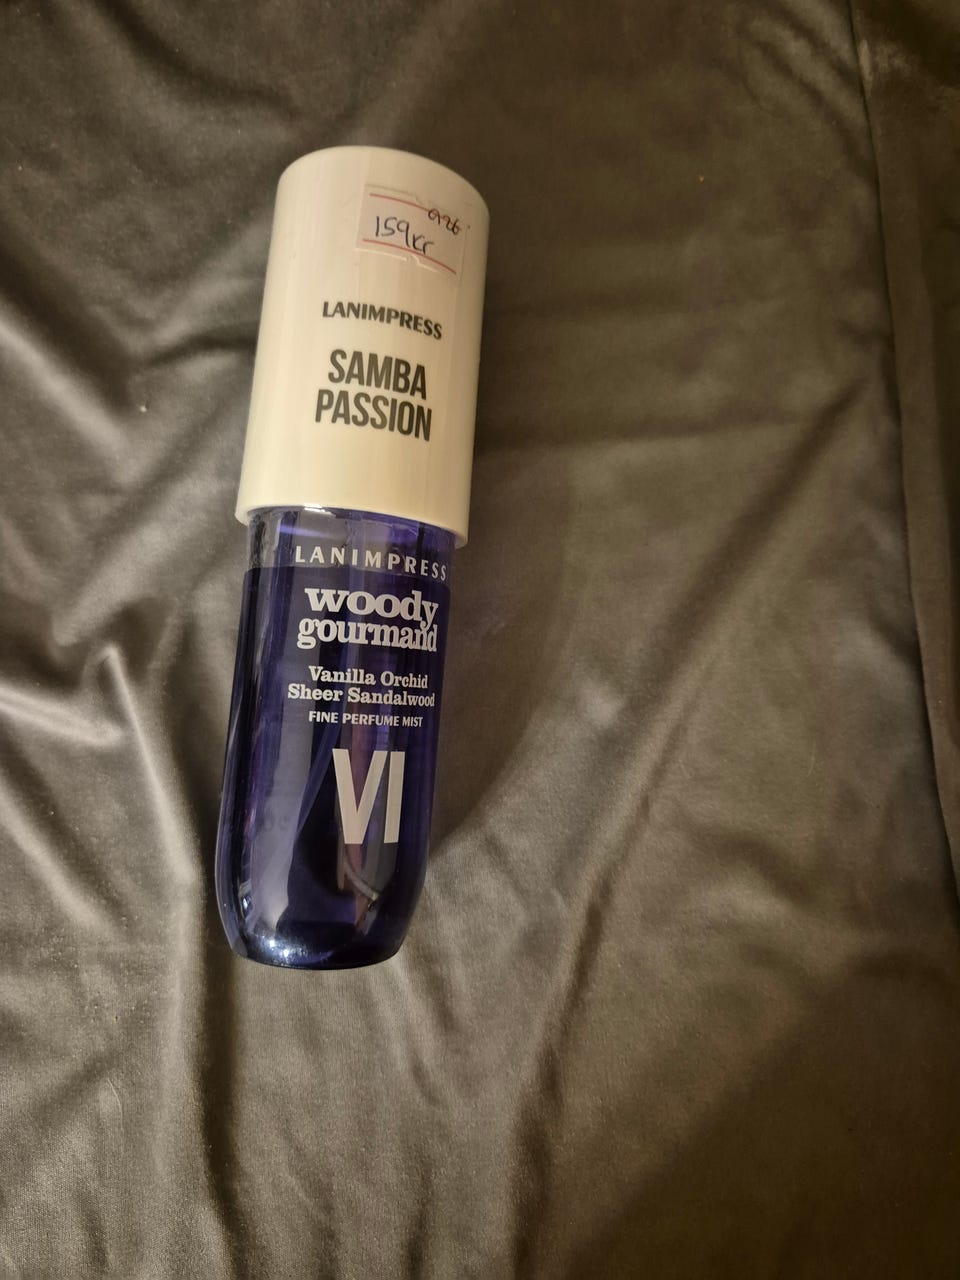 159kr
LANIMPRESS
SAMBA
PASSION
LANIMPRESS
woody
gourmand
Vanilla Orchid
Sheer Sandalwood
FINE PERFUME MIST
VI